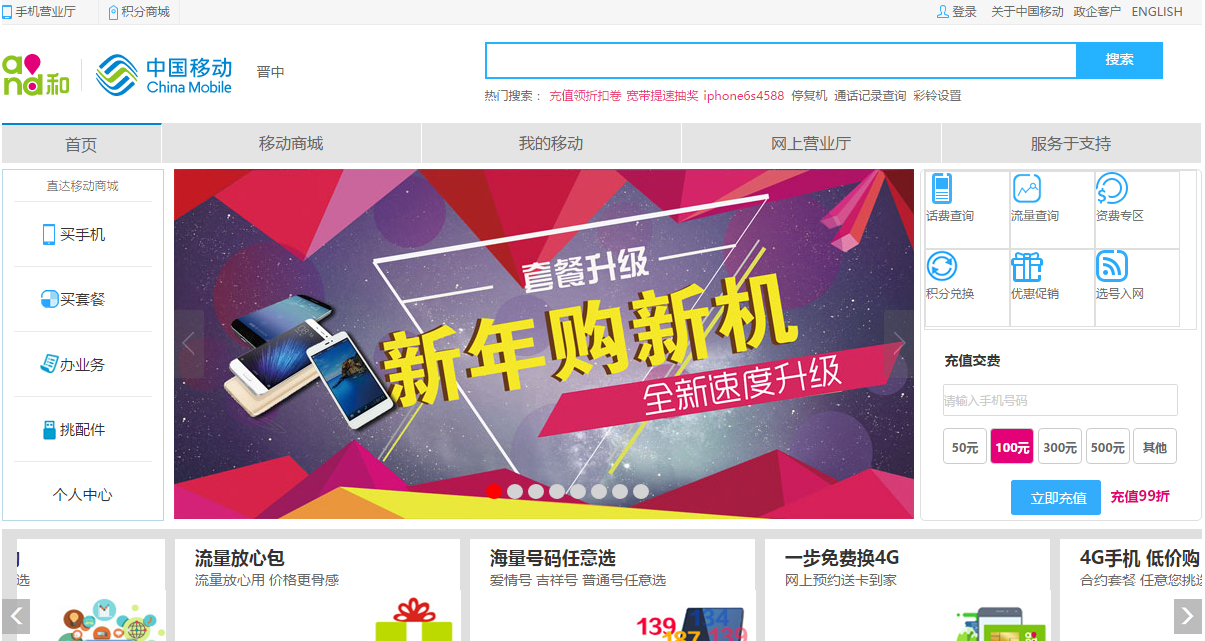 手机营业厅 积分商城 登录 关于中国移动 政企客户 ENGLISH
and和 中国移动 China Mobile 晋中
搜索
热门搜索： 充值领折扣卷 宽带提速抽奖 iphone6s4588 停复机 通话记录查询 彩铃设置
首页 移动商城 我的移动 网上营业厅 服务于支持
直达移动商城
买手机
买套餐
办业务
挑配件
个人中心
套餐升级
新年购新机
全新速度升级
话费查询 流量查询 资费专区
积分兑换 优惠促销 选号入网
充值交费
请输入手机号码
50元 100元 300元 500元 其他
立即充值 充值99折
选
流量放心包
流量放心用 价格更骨感
海量号码任意选
爱情号 吉祥号 普通号任意选
139 134
187 139
一步免费换4G
网上预约送卡到家
4G手机 低价购
合约套餐 任意您挑选